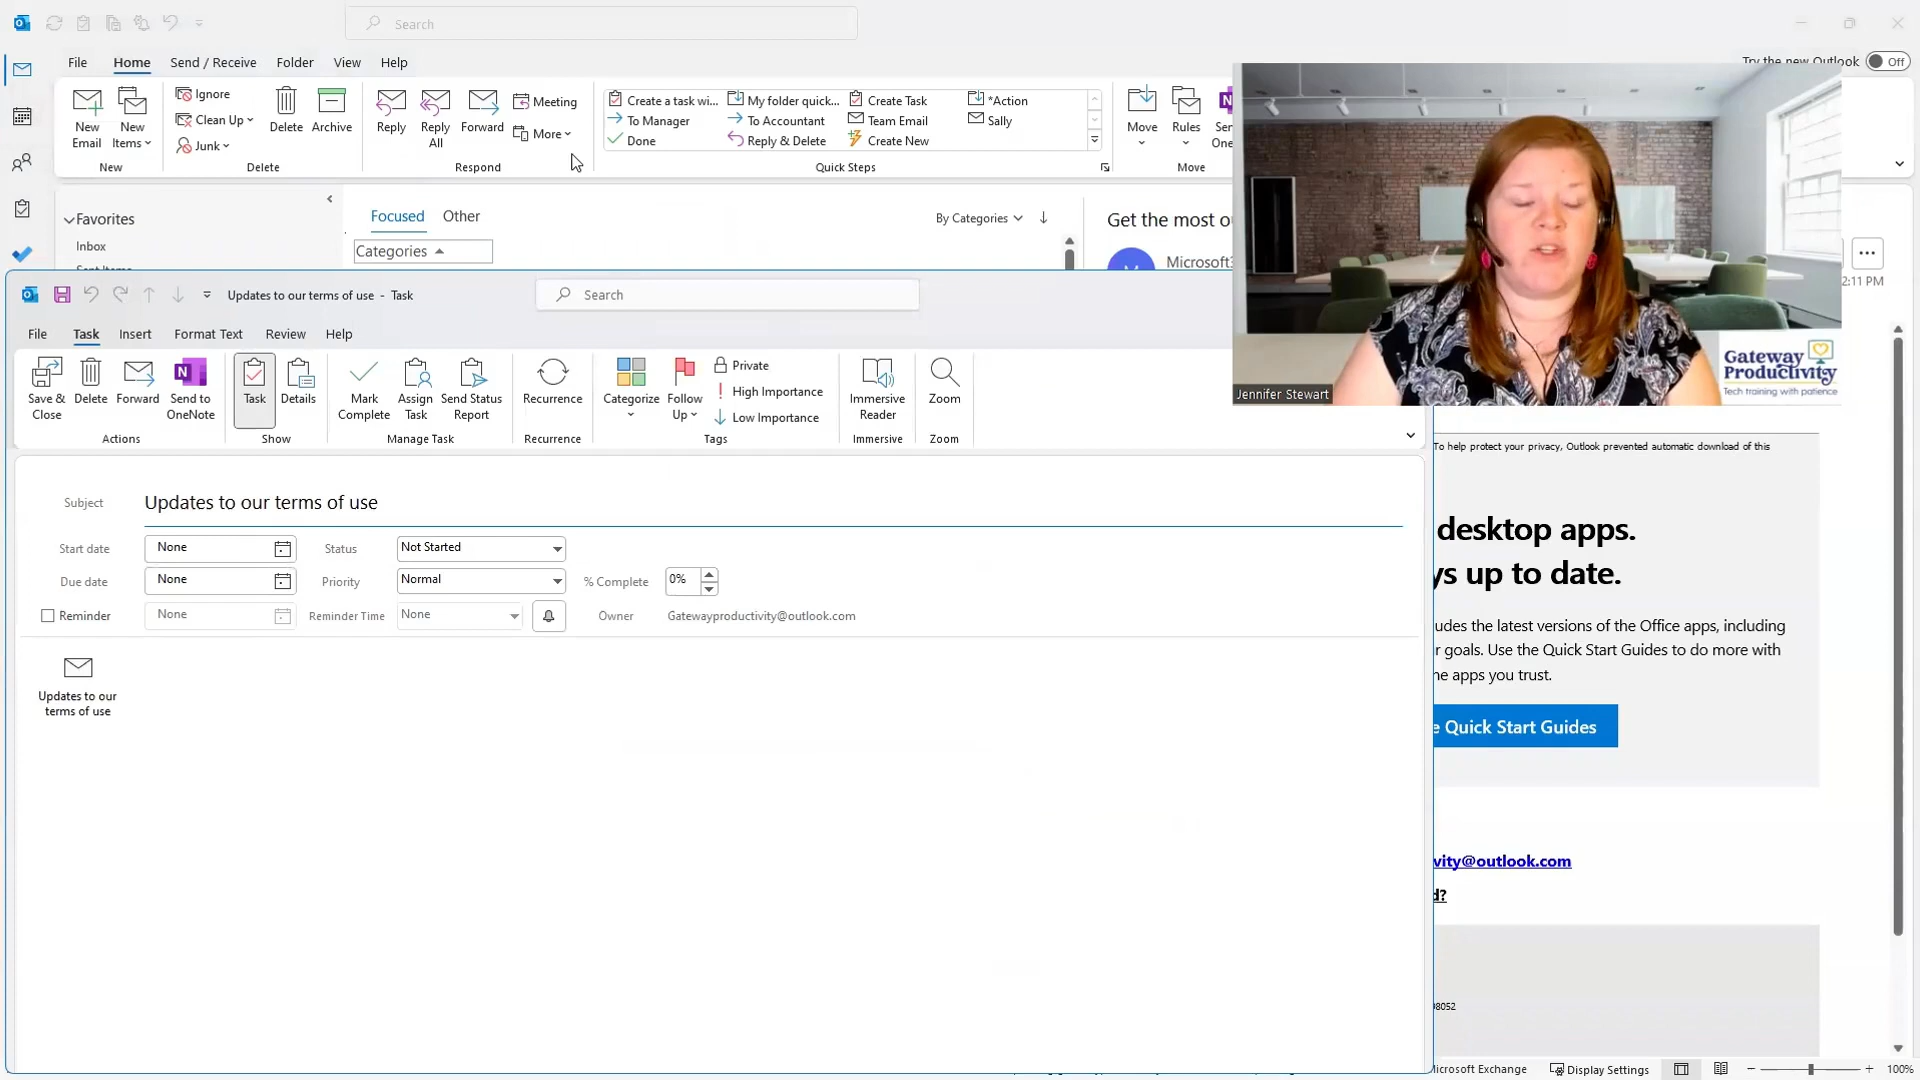 Search
File Home Send / Receive Folder View Help
Try the new Outlook Off
New Email
New Items
Ignore
Clean Up
Junk
Delete
Archive
Reply
Reply All
Forward
Meeting
More
Create a task wi...
My folder quick...
Create Task
*Action
To Manager
To Accountant
Team Email
Sally
Done
Reply & Delete
Create New
Move
Rules
New
Delete
Respond
Quick Steps
Move
Favorites
Inbox
Focused Other
By Categories
Categories
Get the most
Microsoft
2:11 PM
Jennifer Stewart
Gateway
Productivity
Tech training with patience
Updates to our terms of use - Task
Search
File Task Insert Format Text Review Help
Save & Close
Delete
Forward
Send to OneNote
Task
Details
Mark Complete
Assign Task
Send Status Report
Recurrence
Categorize
Follow Up
Private
High Importance
Low Importance
Immersive Reader
Zoom
Actions
Show
Manage Task
Recurrence
Tags
Immersive
Zoom
Subject Updates to our terms of use
Start date None Status Not Started
Due date None Priority Normal % Complete 0%
Reminder None Reminder Time None Owner Gatewayproductivity@outlook.com
Updates to our
terms of use
To help protect your privacy, Outlook prevented automatic download of this
desktop apps.
ys up to date.
udes the latest versions of the Office apps, including
r goals. Use the Quick Start Guides to do more with
ne apps you trust.
e Quick Start Guides
vity@outlook.com
d?
98052
icrosoft Exchange Display Settings 100%